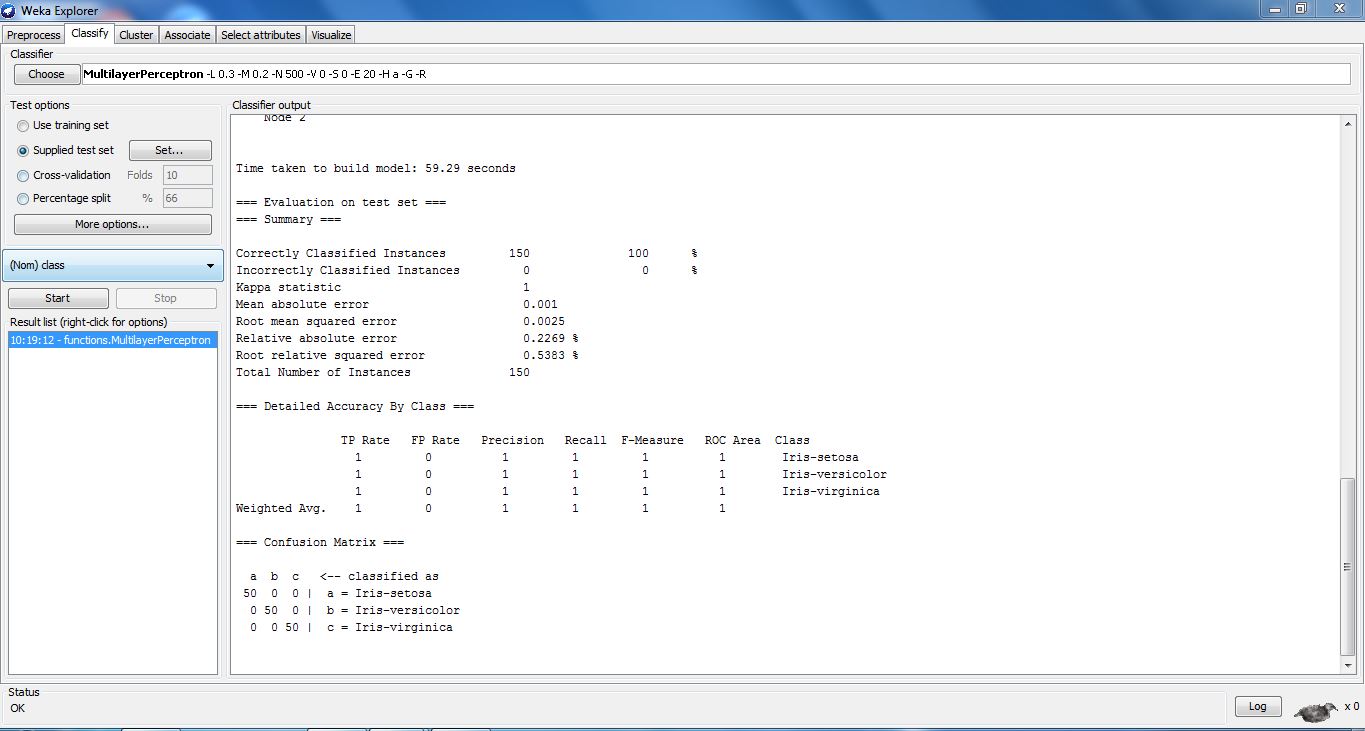 Weka Explorer
Preprocess Classify Cluster Associate Select attributes Visualize
Classifier
Choose MultilayerPerceptron -L 0.3 -M 0.2 -N 500 -V 0 -S 0 -E 20 -H a -G -R
Test options
Use training set
Supplied test set Set...
Cross-validation Folds 10
Percentage split % 66
More options...
(Nom) class
Start Stop
Result list (right-click for options)
10:19:12 - functions.MultilayerPerceptron
Classifier output
Node 2
Time taken to build model: 59.29 seconds
=== Evaluation on test set ===
=== Summary ===
Correctly Classified Instances 150 100 %
Incorrectly Classified Instances 0 0 %
Kappa statistic 1
Mean absolute error 0.001
Root mean squared error 0.0025
Relative absolute error 0.2269 %
Root relative squared error 0.5383 %
Total Number of Instances 150
=== Detailed Accuracy By Class ===
TP Rate FP Rate Precision Recall F-Measure ROC Area Class
1 0 1 1 1 1 Iris-setosa
1 0 1 1 1 1 Iris-versicolor
1 0 1 1 1 1 Iris-virginica
Weighted Avg. 1 0 1 1 1 1
=== Confusion Matrix ===
a b c <-- classified as
50 0 0 | a = Iris-setosa
0 50 0 | b = Iris-versicolor
0 0 50 | c = Iris-virginica
Status
OK
Log x 0